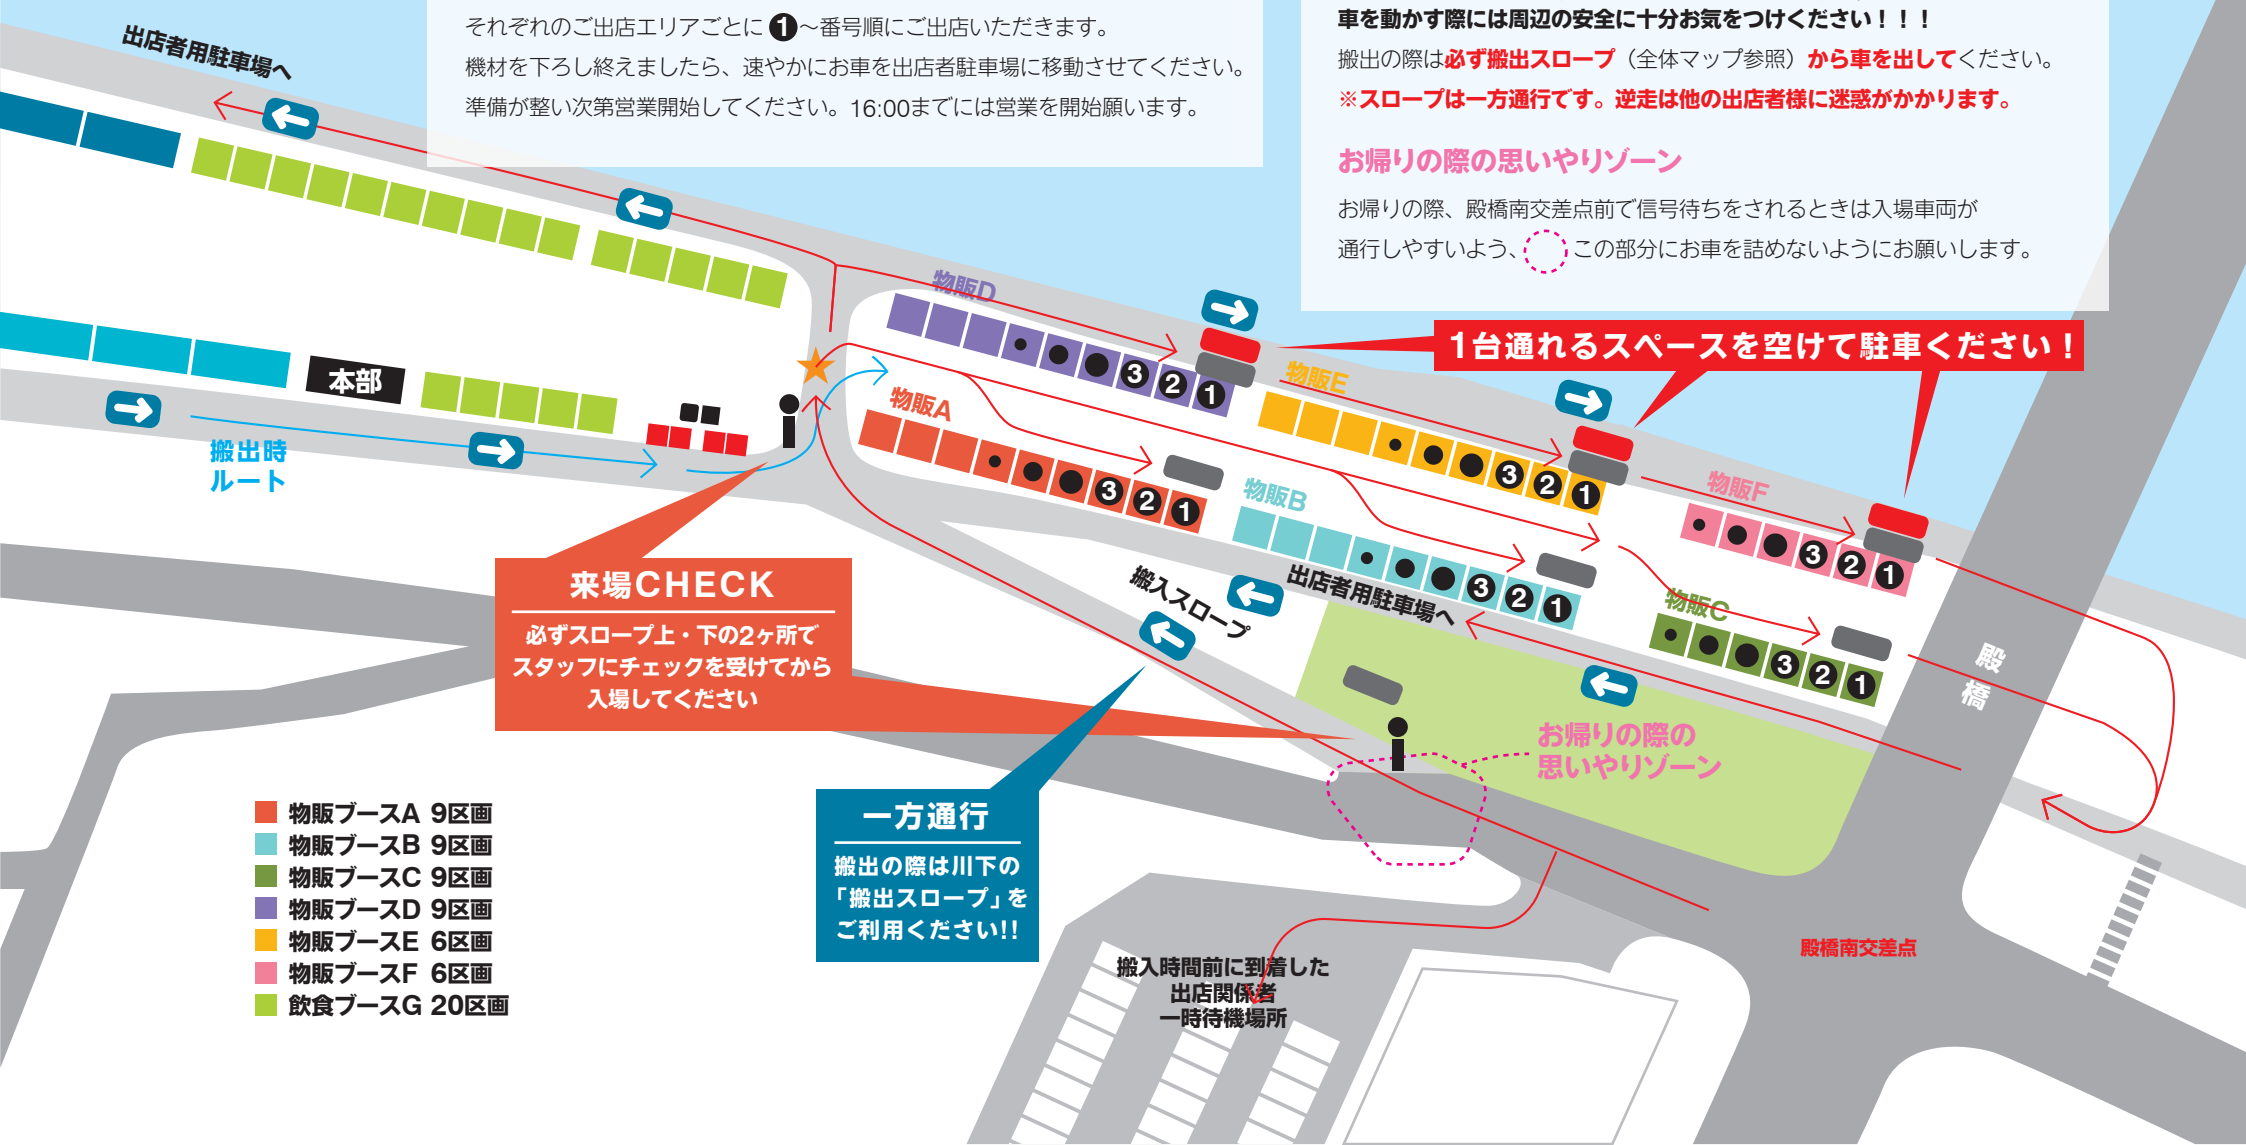 それぞれのご出店エリアごとに❶〜番号順にご出店いただきます。
機材を下ろし終えましたら、速やかにお車を出店者駐車場に移動させてください。
準備が整い次第営業開始してください。16:00までには営業を開始願います。
車を動かす際には周辺の安全に十分お気をつけください！！！
搬出の際は必ず搬出スロープ（全体マップ参照）から車を出してください。
※スロープは一方通行です。逆走は他の出店者様に迷惑がかかります。
お帰りの際の思いやりゾーン
お帰りの際、殿橋南交差点前で信号待ちをされるときは入場車両が
通行しやすいよう、この部分にお車を詰めないようにお願いします。
出店者用駐車場へ
1台通れるスペースを空けて駐車ください！
物販D
3 2 1
物販E
3 2 1
物販F
3 2 1
物販A
3 2 1
物販B
3 2 1
物販C
3 2 1
本部
搬出時
ルート
来場CHECK
必ずスロープ上・下の2ヶ所で
スタッフにチェックを受けてから
入場してください
搬入スロープ
出店者用駐車場へ
殿橋
お帰りの際の
思いやりゾーン
一方通行
搬出の際は川下の
「搬出スロープ」を
ご利用ください!!
物販ブースA 9区画
物販ブースB 9区画
物販ブースC 9区画
物販ブースD 9区画
物販ブースE 6区画
物販ブースF 6区画
飲食ブースG 20区画
搬入時間前に到着した
出店関係者
一時待機場所
殿橋南交差点